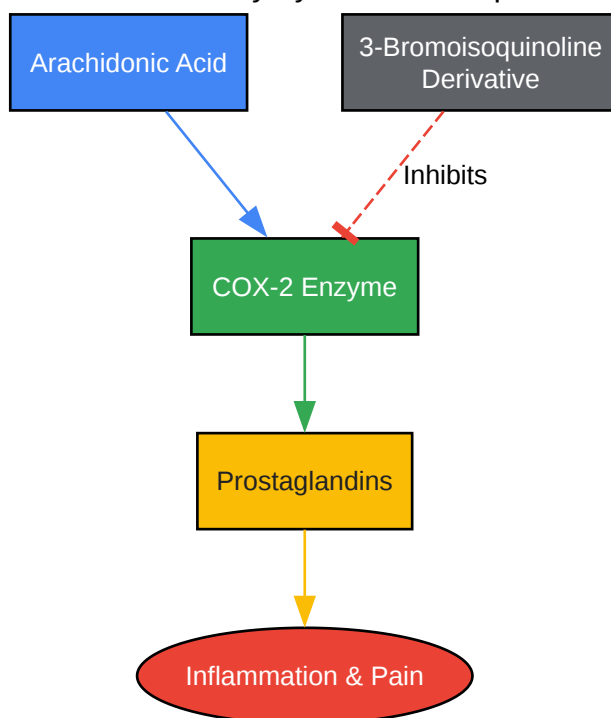 Arachidonic Acid
3-Bromoisoquinoline
Derivative
Inhibits
COX-2 Enzyme
Prostaglandins
Inflammation & Pain